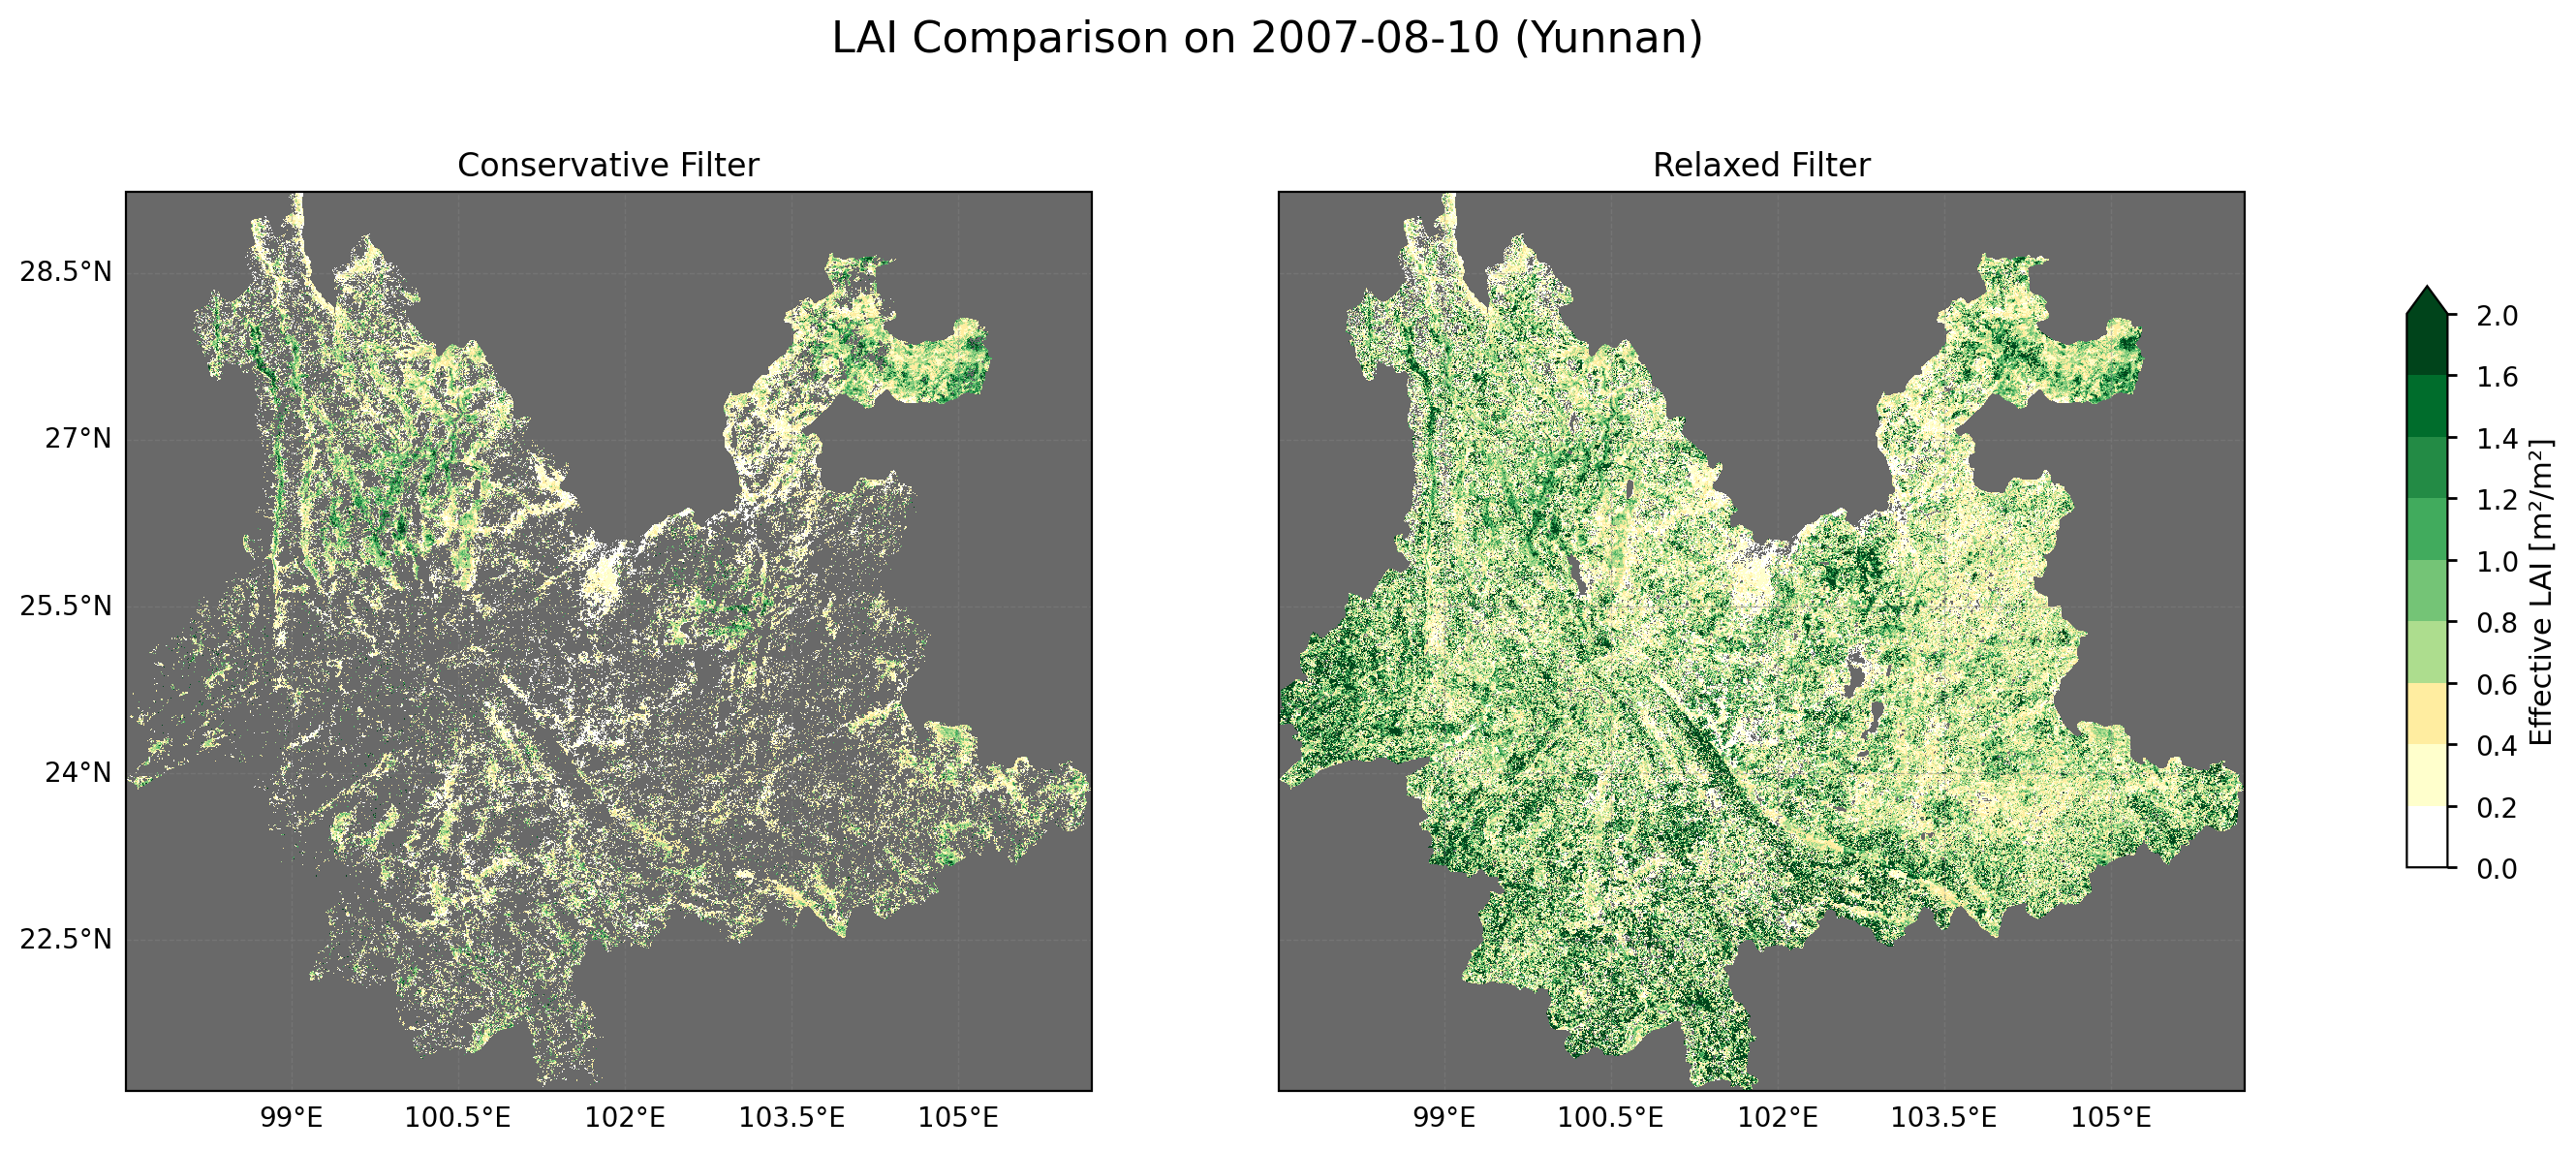 LAI Comparison on 2007-08-10 (Yunnan)
Conservative Filter
Relaxed Filter
28.5°N
27°N
25.5°N
24°N
22.5°N
99°E
100.5°E
102°E
103.5°E
105°E
99°E
100.5°E
102°E
103.5°E
105°E
2.0
1.6
1.4
1.2
1.0
0.8
0.6
0.4
0.2
0.0
Effective LAI [m²/m²]